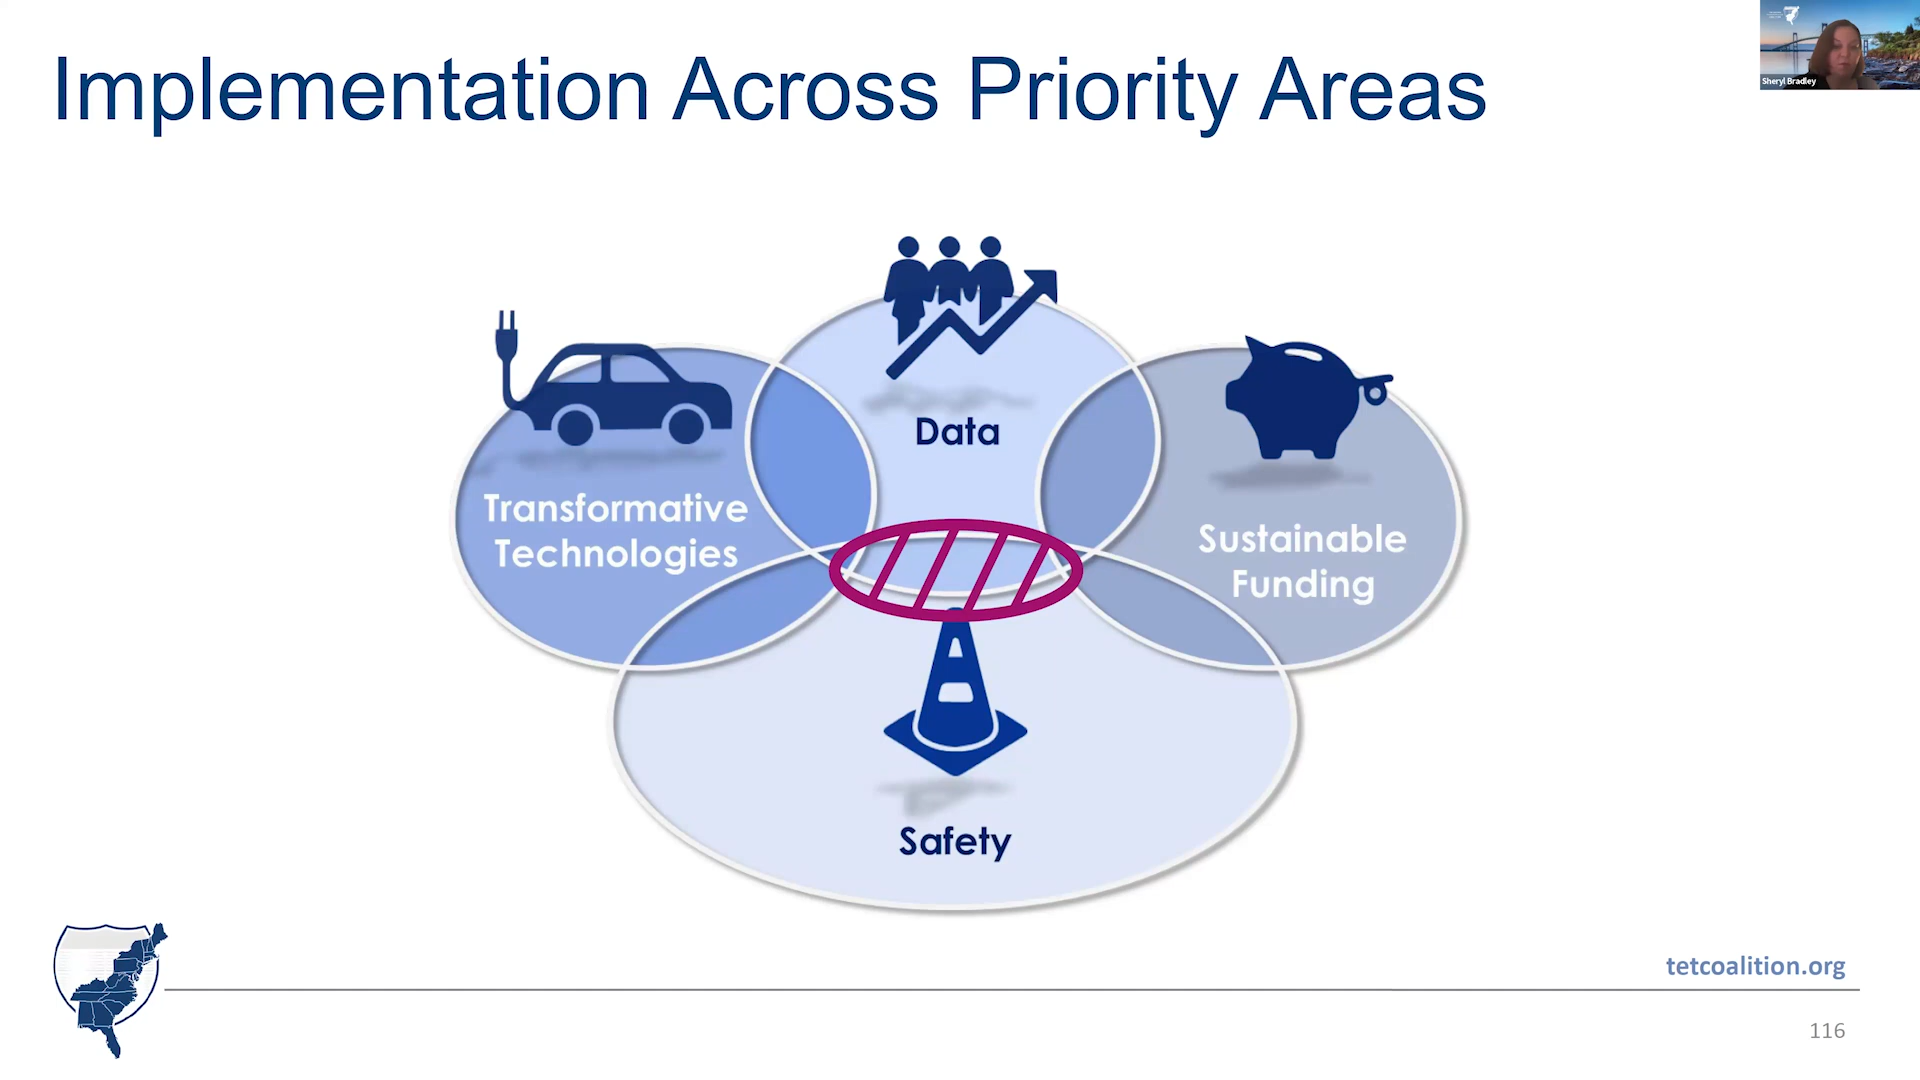 Implementation Across Priority Areas
Sheryl Bradley
Data
Transformative
Technologies
Sustainable
Funding
Safety
tetcoalition.org
116